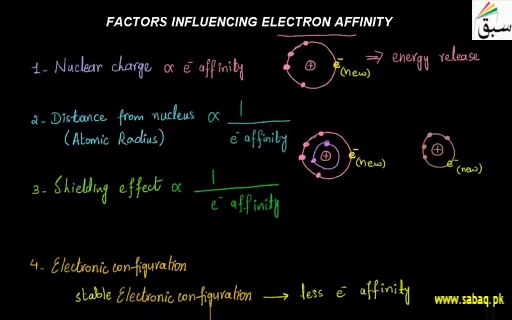 FACTORS INFLUENCING ELECTRON AFFINITY
سبق
1- Nuclear charge ∝ e⁻ affinity
+
e⁻ (new)
⇒ energy release
2- Distance from nucleus ∝ 1 / e⁻ affinity
(Atomic Radius)
+
e⁻ (new)
+
e⁻ (new)
3- Shielding effect ∝ 1 / e⁻ affinity
4- Electronic configuration
stable Electronic configuration → less e⁻ affinity
www.sabaq.pk